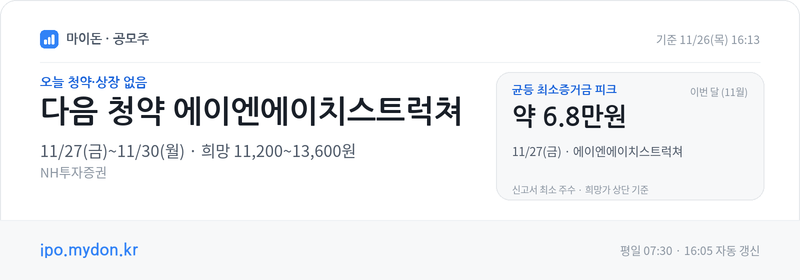 마이돈 · 공모주
기준 11/26(목) 16:13
오늘 청약·상장 없음
다음 청약 에이엔에이치스트럭쳐
11/27(금)~11/30(월) · 희망 11,200~13,600원
NH투자증권
균등 최소증거금 피크
이번 달 (11월)
약 6.8만원
11/27(금) · 에이엔에이치스트럭쳐
신고서 최소 주수 · 희망가 상단 기준
ipo.mydon.kr
평일 07:30 · 16:05 자동 갱신